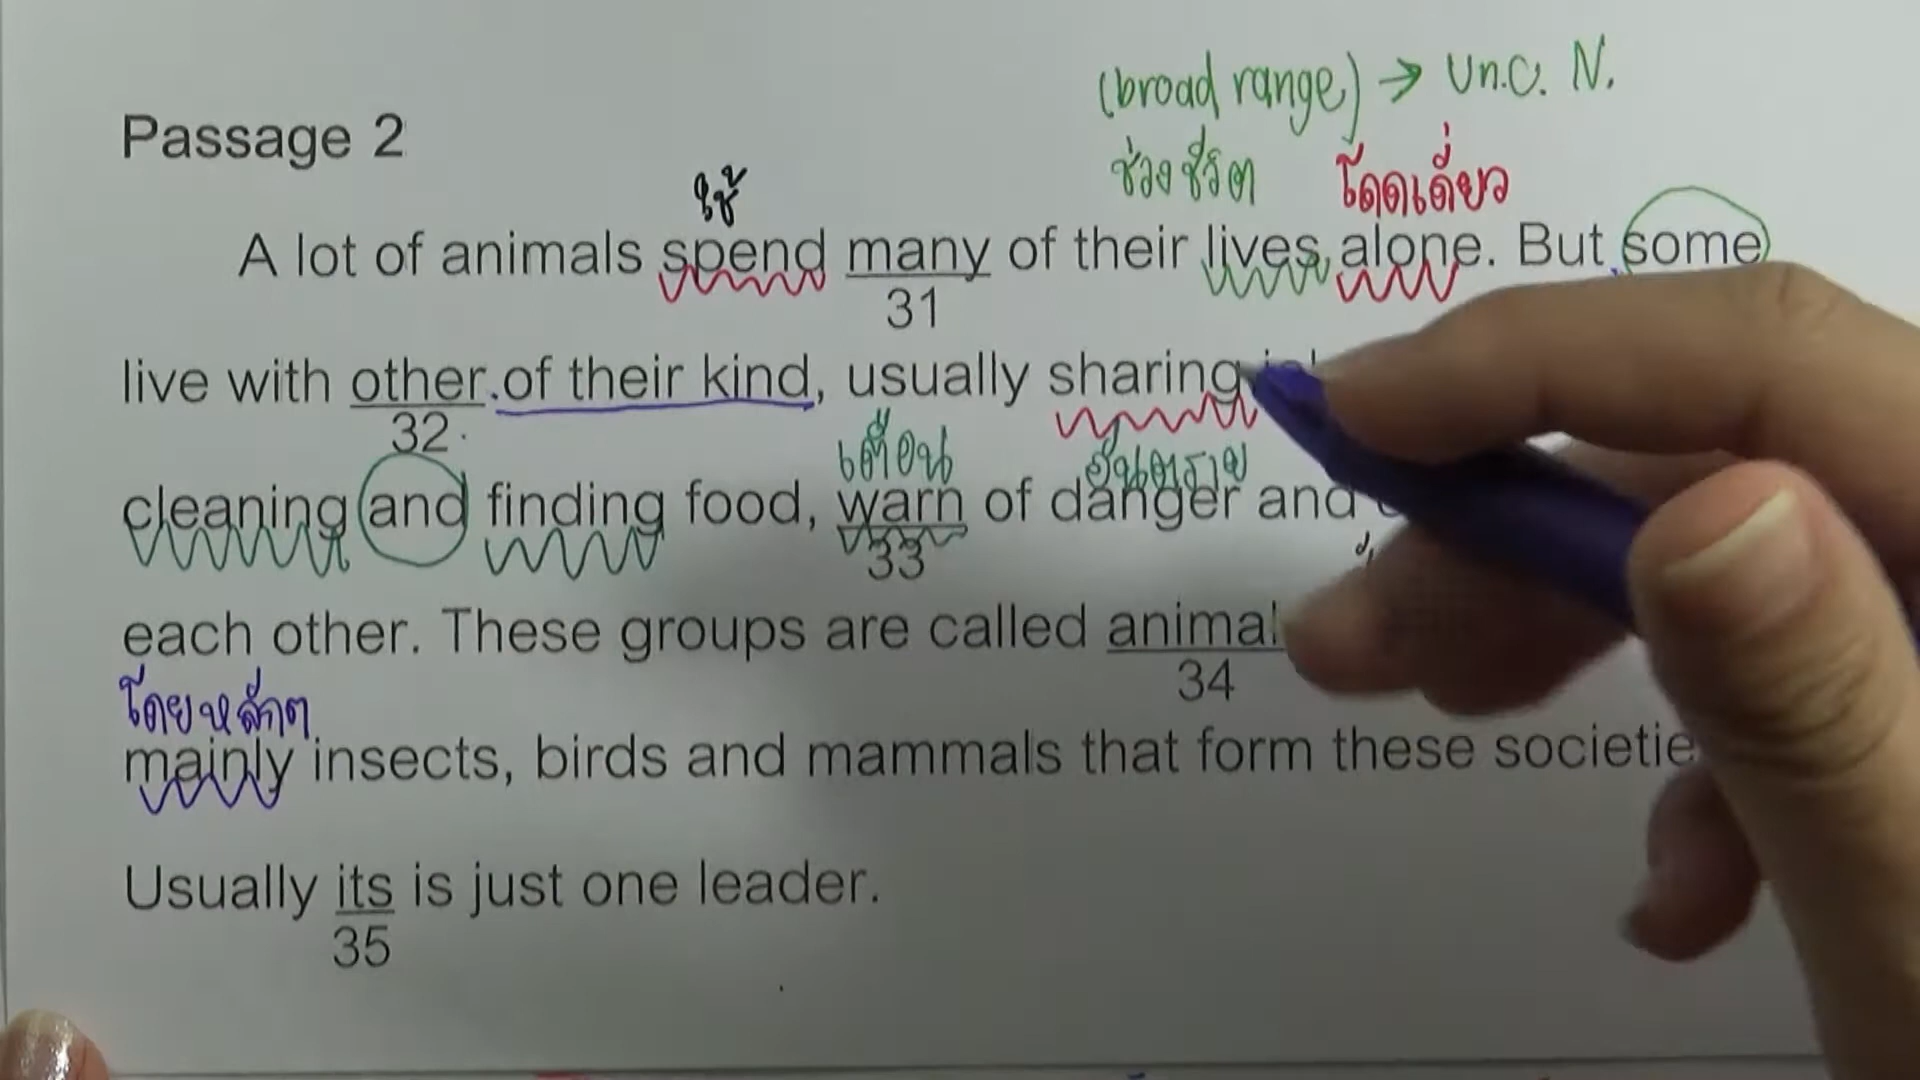 (broad range) → Un.C. N.
Passage 2
ใช้ ช่วงชีวิต โดดเดี่ยว
A lot of animals spend many of their lives alone. But some
31
live with other of their kind, usually sharing
32
เตือน อันตราย
cleaning and finding food, warn of danger and
33
each other. These groups are called animal
34
โดยหลักๆ
mainly insects, birds and mammals that form these societie
Usually its is just one leader.
35